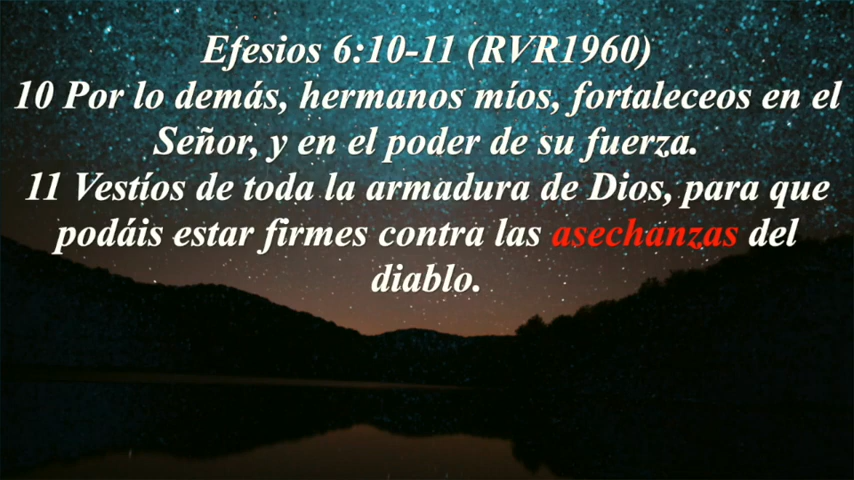 Efesios 6:10-11 (RVR1960)
10 Por lo demás, hermanos míos, fortaleceos en el
Señor, y en el poder de su fuerza.
11 Vestíos de toda la armadura de Dios, para que
podáis estar firmes contra las asechanzas del
diablo.